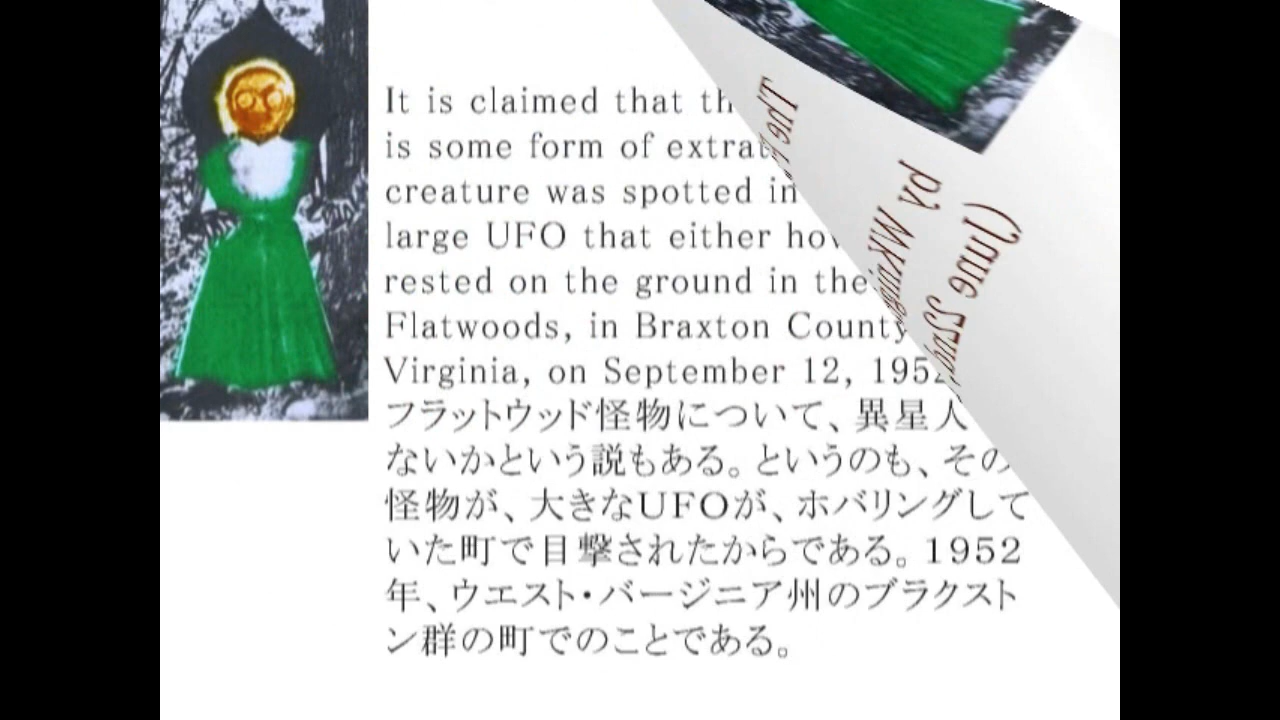 It is claimed that
is some form of
creature was spotted in
large UFO that either
rested on the ground in the
Flatwoods, in Braxton County
Virginia, on September 12, 1952
フラットウッド怪物について、異星人
ないかという説もある。というのも、その
怪物が、大きなUFOが、ホバリングして
いた町で目撃されたからである。1952
年、ウエスト・バージニア州のブラクスト
ン群の町でのことである。